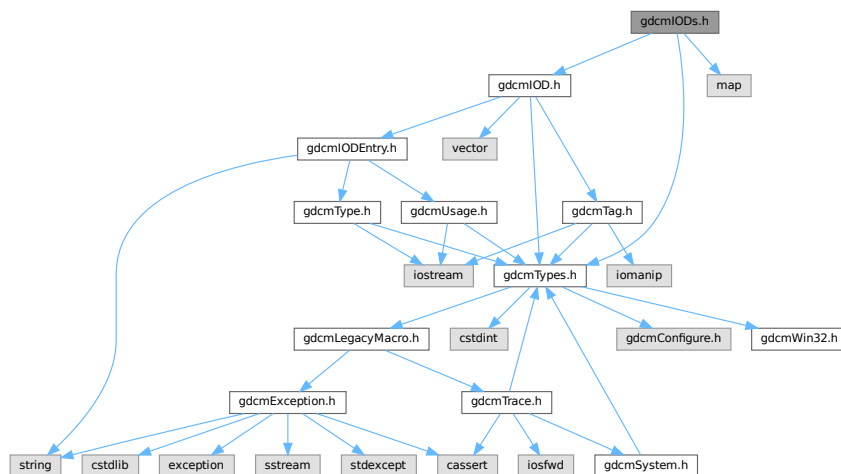 gdcmIODs.h
gdcmIOD.h
map
gdcmIODEntry.h
vector
gdcmType.h
gdcmUsage.h
gdcmTag.h
iostream
gdcmTypes.h
iomanip
gdcmLegacyMacro.h
cstdint
gdcmConfigure.h
gdcmWin32.h
gdcmException.h
gdcmTrace.h
string
cstdlib
exception
sstream
stdexcept
cassert
iosfwd
gdcmSystem.h